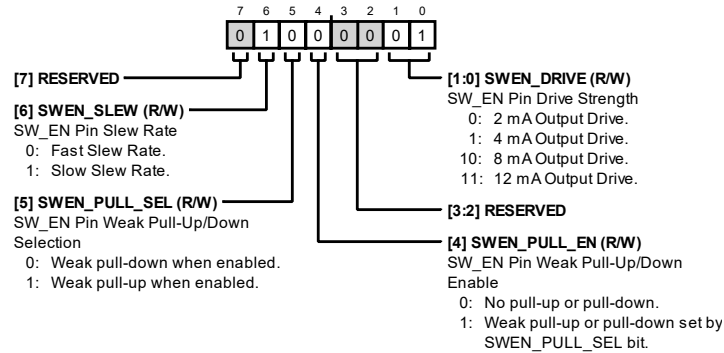 7 6 5 4 3 2 1 0
0 1 0 0 0 0 0 1
[7] RESERVED
[6] SWEN_SLEW (R/W)
SW_EN Pin Slew Rate
0: Fast Slew Rate.
1: Slow Slew Rate.
[5] SWEN_PULL_SEL (R/W)
SW_EN Pin Weak Pull-Up/Down
Selection
0: Weak pull-down when enabled.
1: Weak pull-up when enabled.
[1:0] SWEN_DRIVE (R/W)
SW_EN Pin Drive Strength
0: 2 mA Output Drive.
1: 4 mA Output Drive.
10: 8 mA Output Drive.
11: 12 mA Output Drive.
[3:2] RESERVED
[4] SWEN_PULL_EN (R/W)
SW_EN Pin Weak Pull-Up/Down
Enable
0: No pull-up or pull-down.
1: Weak pull-up or pull-down set by
SWEN_PULL_SEL bit.